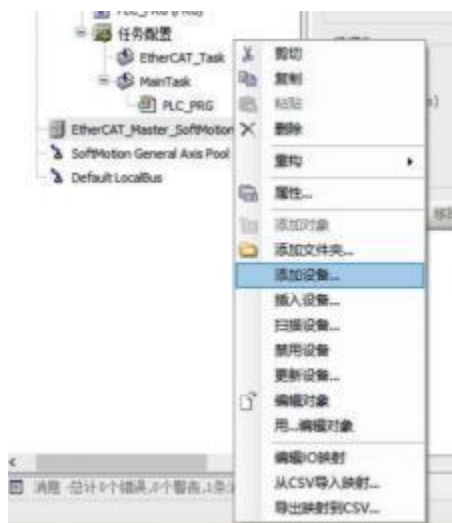 PLC_PRG (PRG)
任务配置
EtherCAT_Task
MainTask
PLC_PRG
EtherCAT_Master_SoftMotion
SoftMotion General Axis Pool
Default LocalBus
剪切
复制
粘贴
删除
重构
属性...
添加对象
添加文件夹...
添加设备...
插入设备...
扫描设备...
禁用设备
更新设备...
编辑对象
用...编辑对象
编辑IO映射
从CSV导入映射...
导出映射到CSV...
消息 -总计0个错误,0个警告,1条